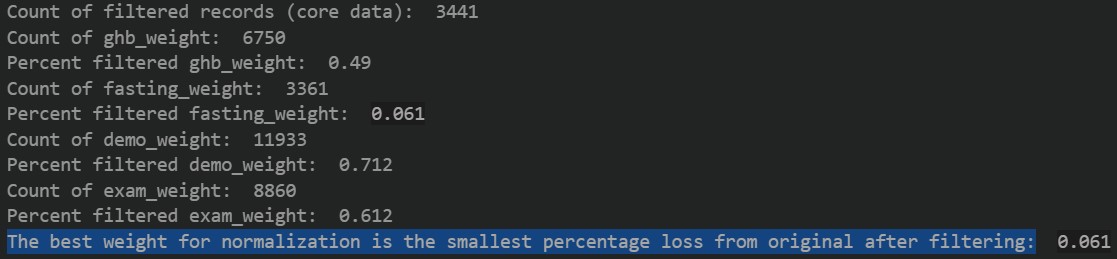 Count of filtered records (core data):  3441
Count of ghb_weight:  6750
Percent filtered ghb_weight:  0.49
Count of fasting_weight:  3361
Percent filtered fasting_weight:  0.061
Count of demo_weight:  11933
Percent filtered demo_weight:  0.712
Count of exam_weight:  8860
Percent filtered exam_weight:  0.612
The best weight for normalization is the smallest percentage loss from original after filtering:  0.061